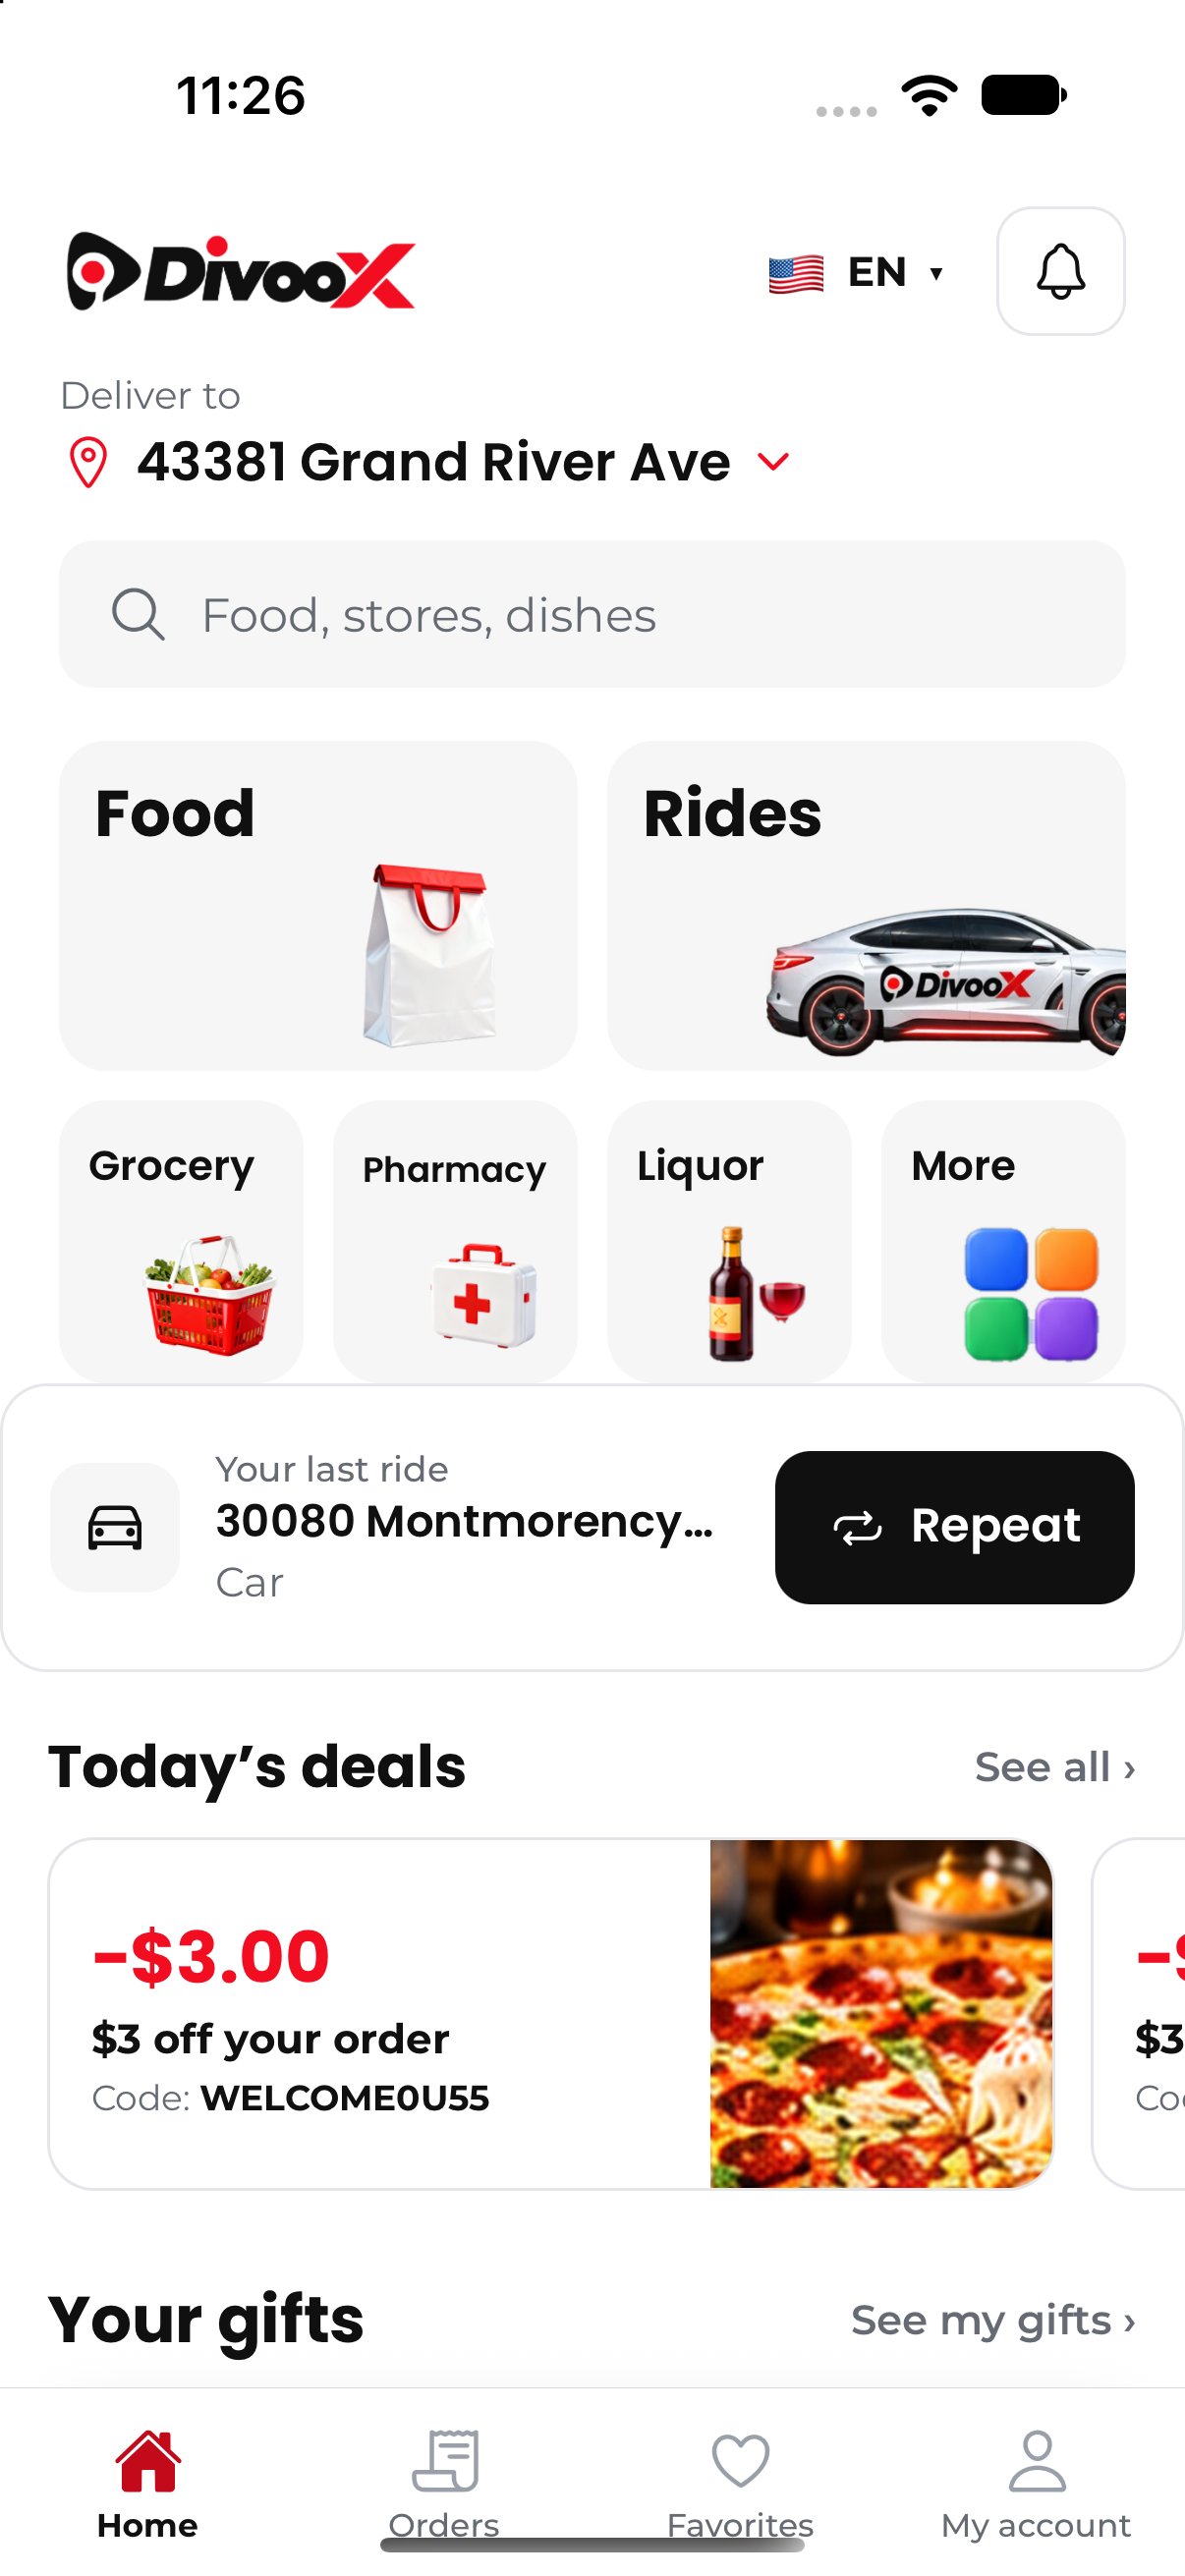 11:26
DivooX
EN
Deliver to
43381 Grand River Ave
Food, stores, dishes
Food
Rides
DivooX
Grocery
Pharmacy
Liquor
More
Your last ride
30080 Montmorency...
Car
Repeat
Today’s deals
See all ›
-$3.00
$3 off your order
Code: WELCOME0U55
-$
$3
Co
Your gifts
See my gifts ›
Home
Orders
Favorites
My account